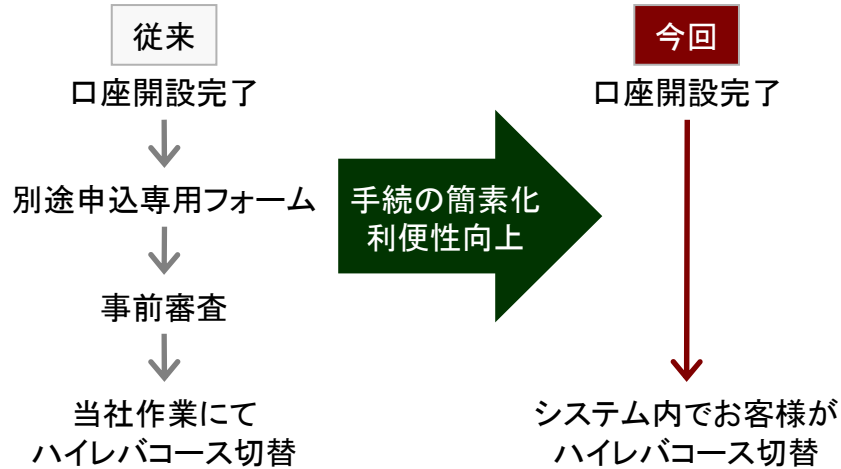 従来
口座開設完了
別途申込専用フォーム
事前審査
当社作業にて
ハイレバコース切替
手続の簡素化
利便性向上
今回
口座開設完了
システム内でお客様が
ハイレバコース切替